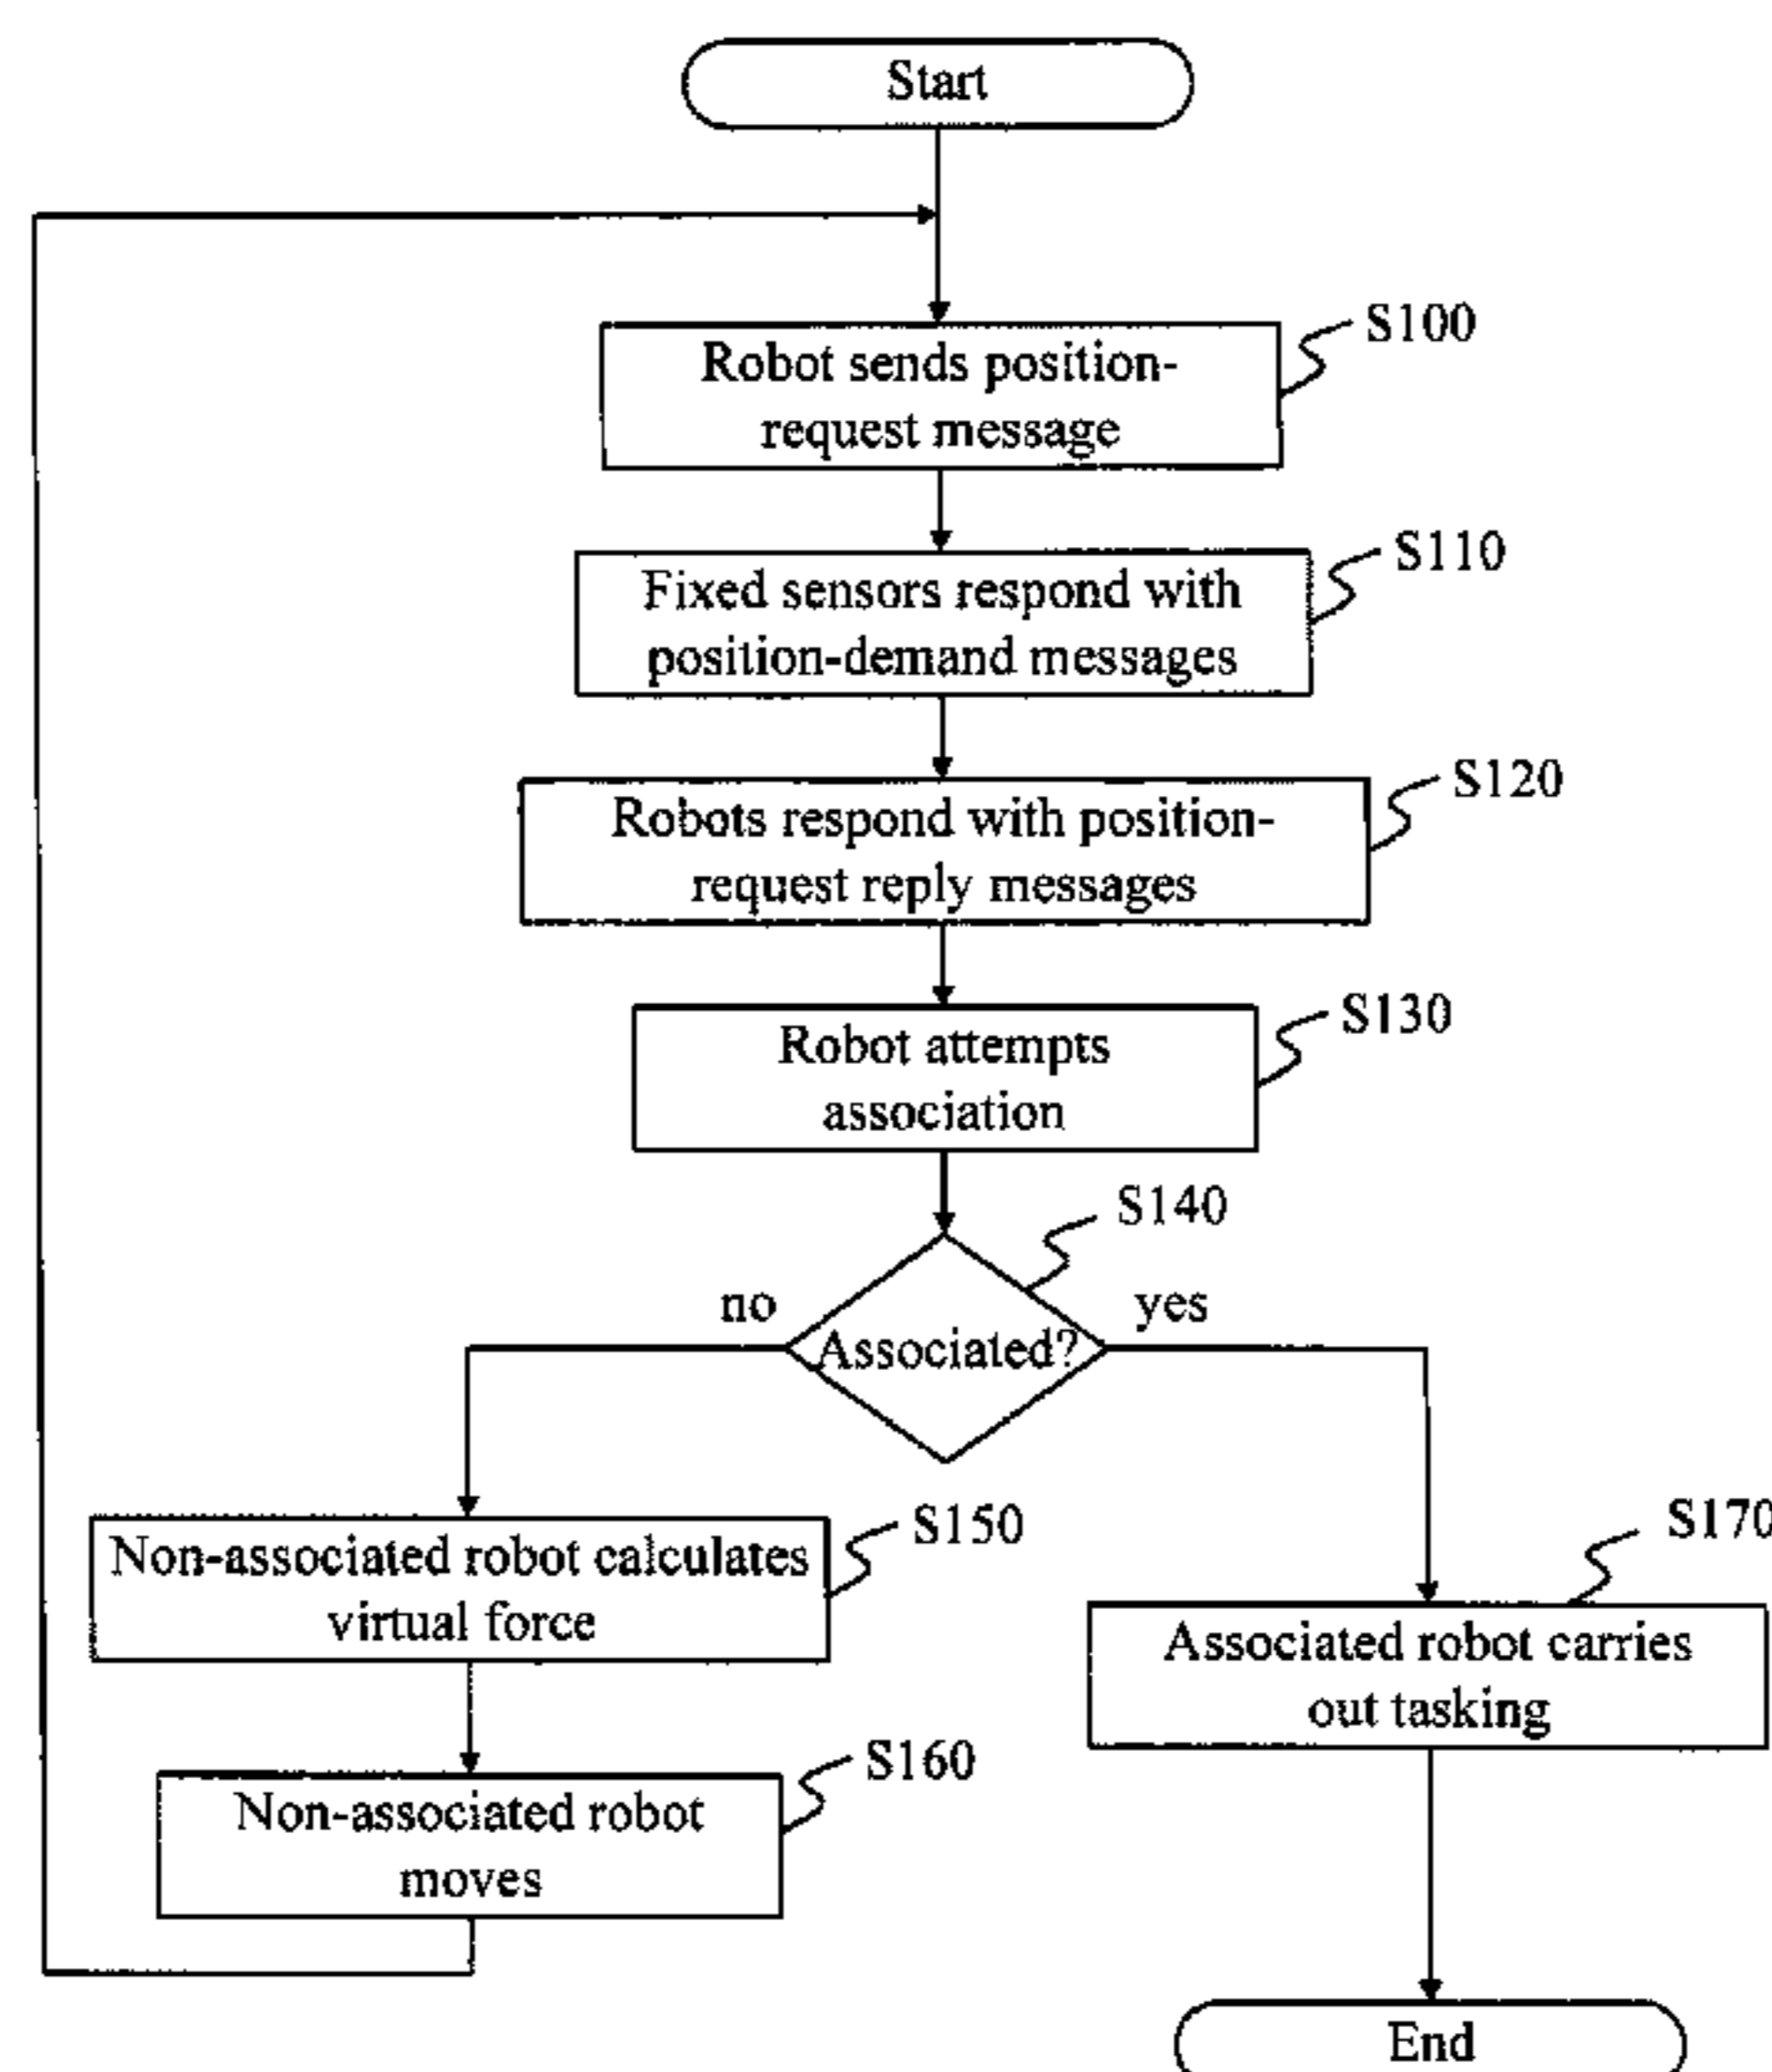 Start
S100
Robot sends position-
request message
S110
Fixed sensors respond with
position-demand messages
S120
Robots respond with position-
request reply messages
S130
Robot attempts
association
S140
no
yes
Associated?
S150
Non-associated robot calculates
virtual force
S170
Associated robot carries
out tasking
S160
Non-associated robot
moves
End